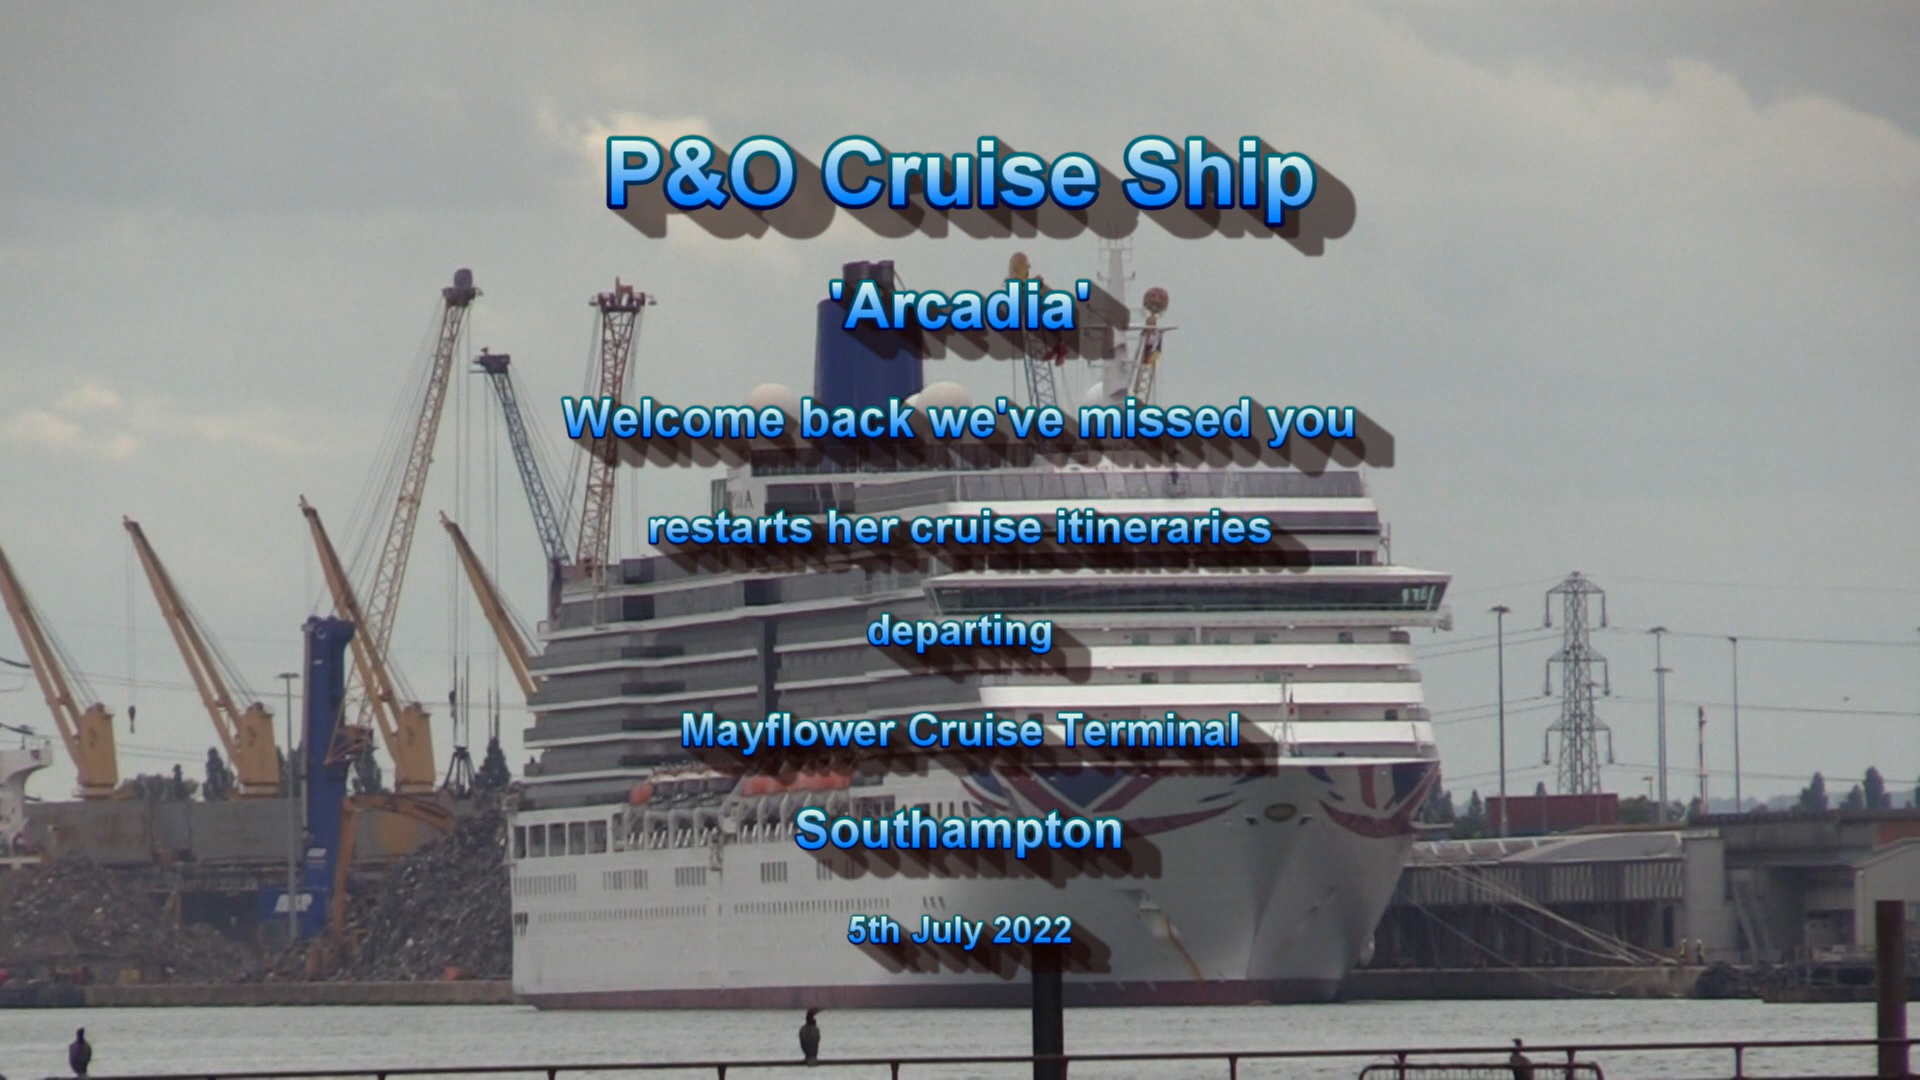 P&O Cruise Ship
'Arcadia'
Welcome back we've missed you
restarts her cruise itineraries
departing
Mayflower Cruise Terminal
Southampton
5th July 2022